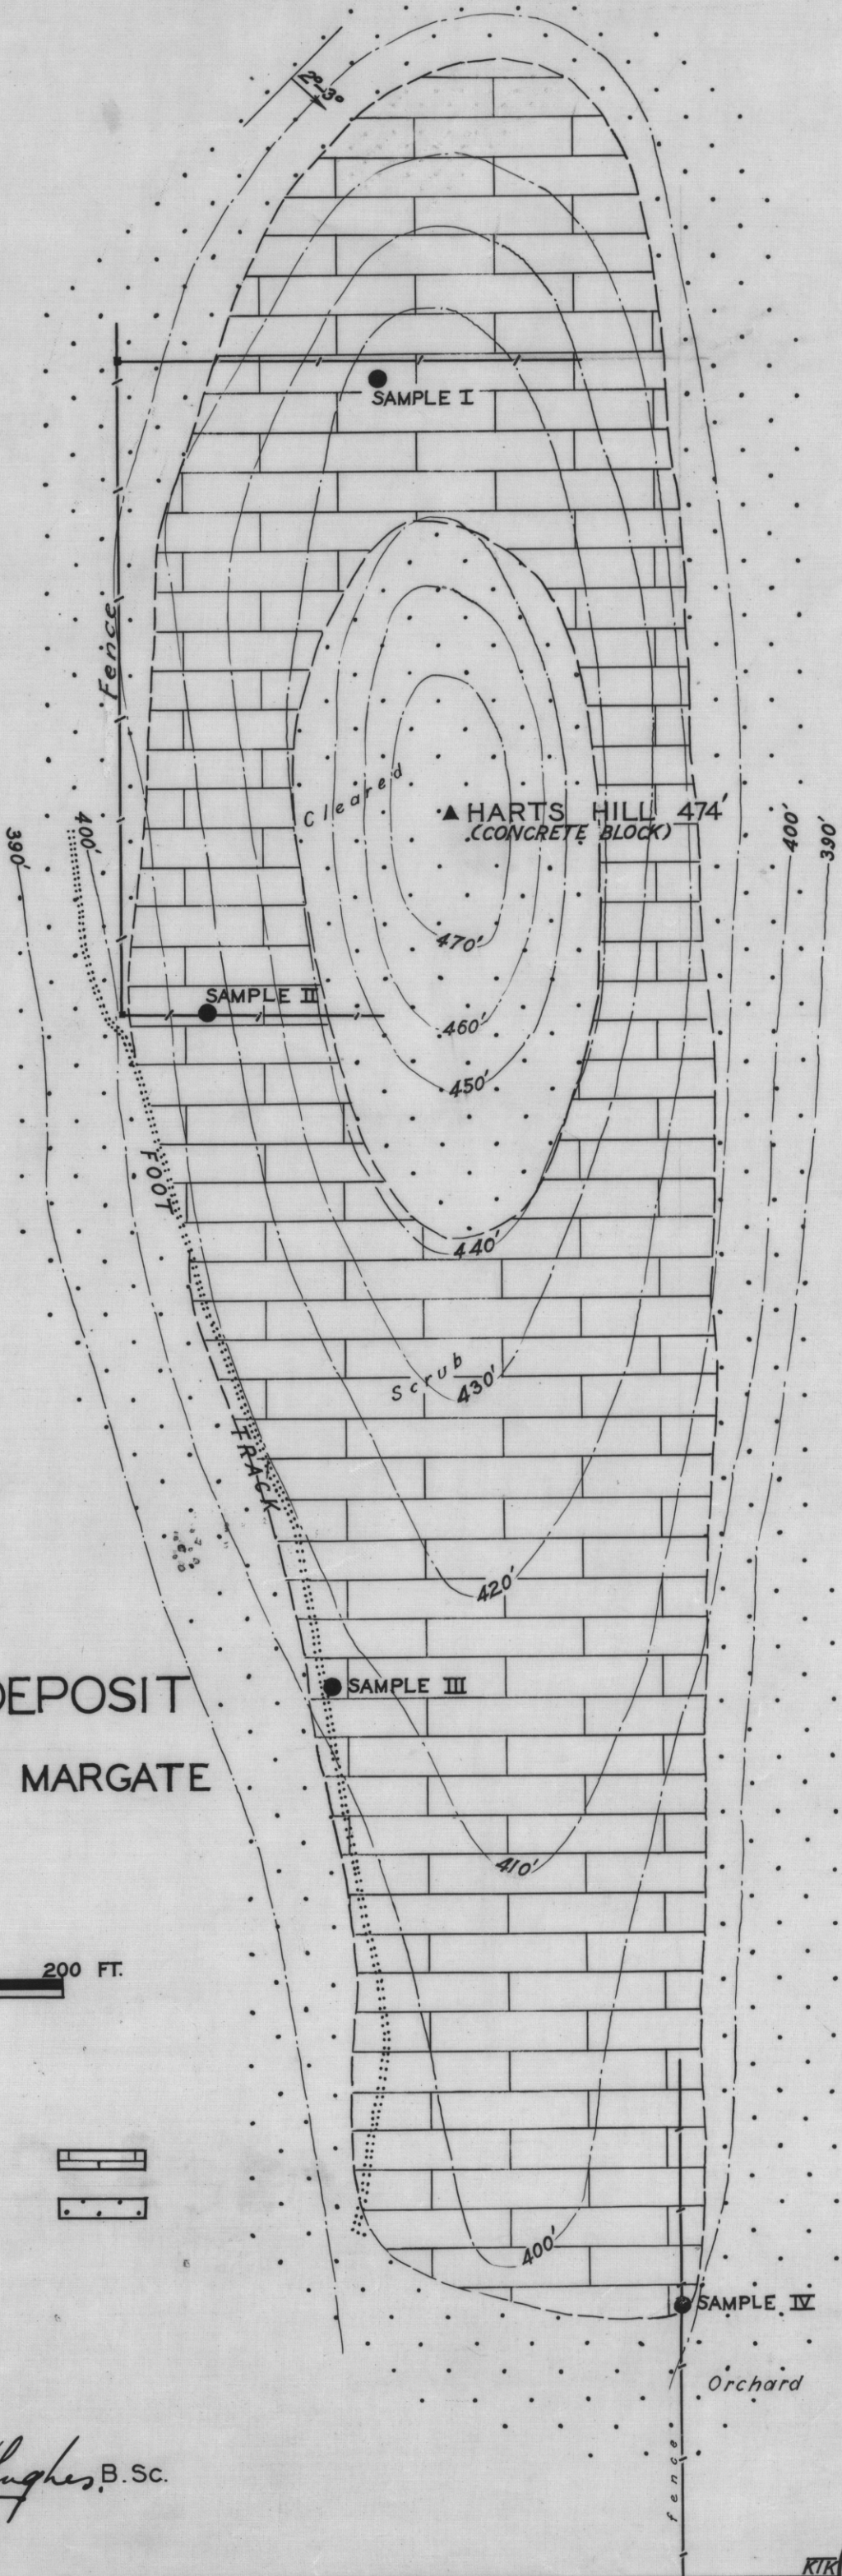 2°-3°
SAMPLE I
Fence
Cleared
HARTS HILL 474'
(CONCRETE BLOCK)
390'
400'
400'
390'
470'
SAMPLE II
460'
450'
FOOT
440'
Scrub
430'
TRACK
420'
DEPOSIT
SAMPLE III
MARGATE
410'
200 FT.
400'
SAMPLE IV
Orchard
B.Sc.
fence
KTK